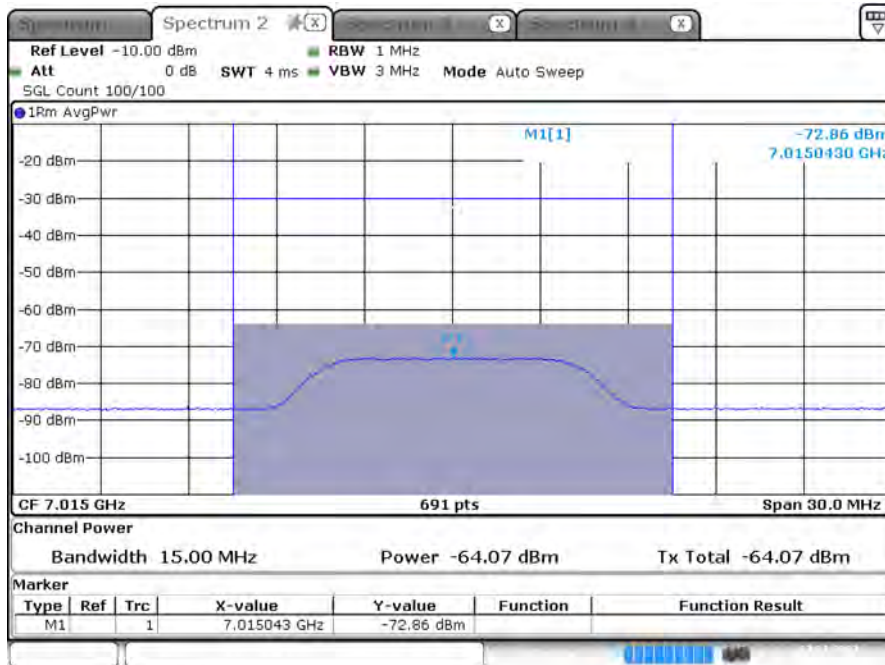 Spectrum 2
Ref Level -10.00 dBm RBW 1 MHz
Att 0 dB SWT 4 ms VBW 3 MHz Mode Auto Sweep
SGL Count 100/100
1Rm AvgPwr
M1[1] -72.86 dBm
7.0150430 GHz
-20 dBm
-30 dBm
-40 dBm
-50 dBm
-60 dBm
-70 dBm
-80 dBm
-90 dBm
-100 dBm
CF 7.015 GHz 691 pts Span 30.0 MHz
Channel Power
Bandwidth 15.00 MHz Power -64.07 dBm Tx Total -64.07 dBm
Marker
Type Ref Trc X-value Y-value Function Function Result
M1 1 7.015043 GHz -72.86 dBm